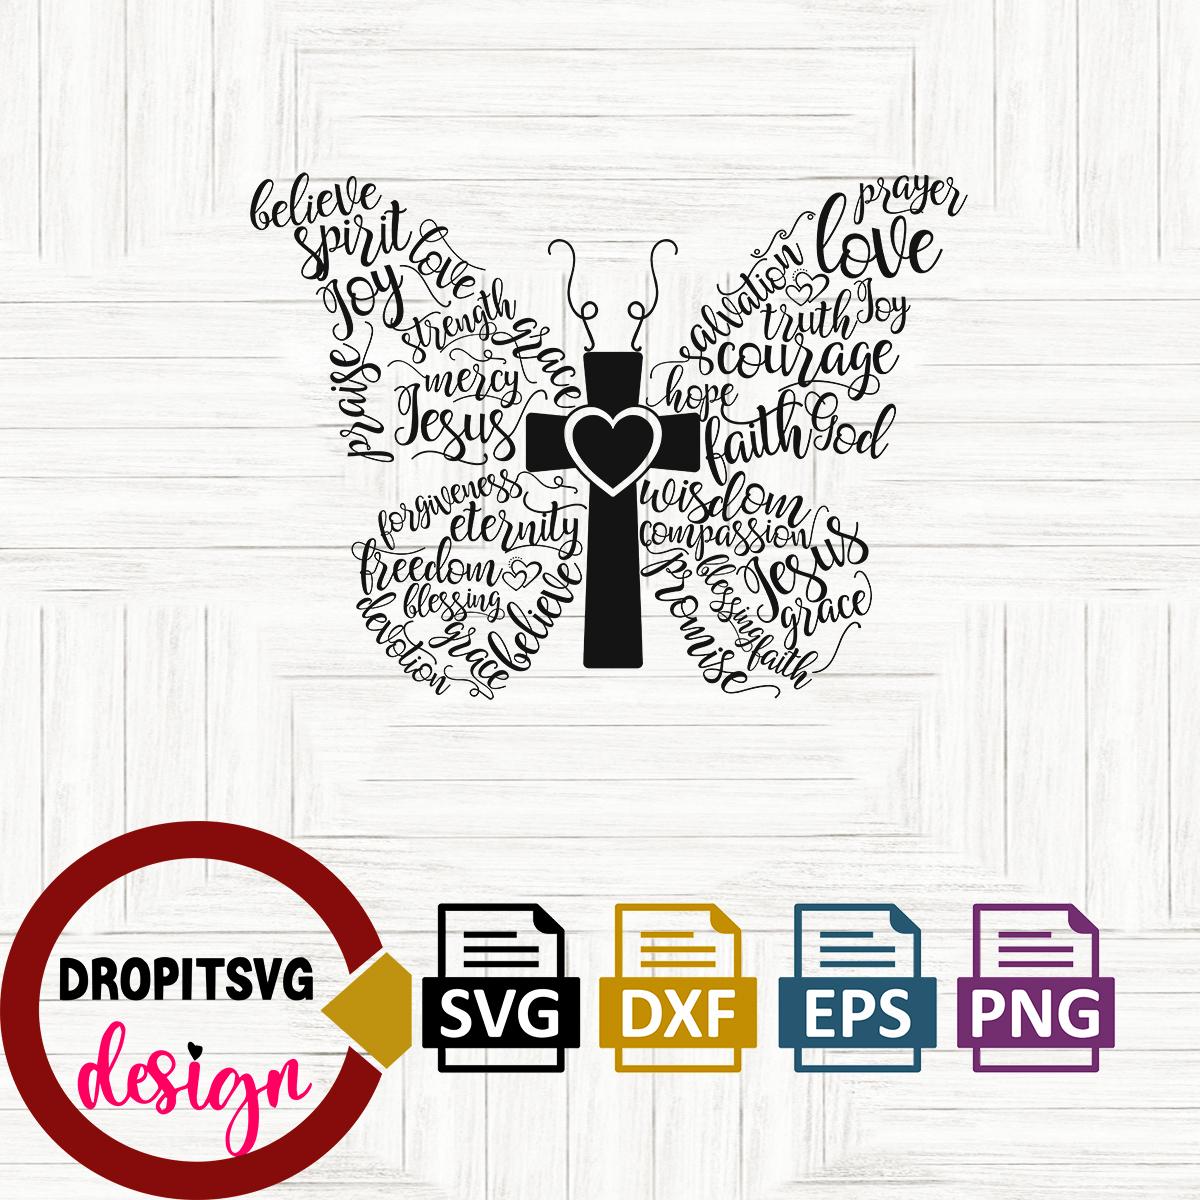 believe
spirit
love
Joy
strength
grace
praise
mercy
Jesus
forgiveness
eternity
freedom
blessing
believe
devotion
grace
prayer
love
salvation
truth
Joy
courage
hope
faith
God
wisdom
compassion
Jesus
blessing
promise
grace
faith
DROPITSVG
design
SVG
DXF
EPS
PNG